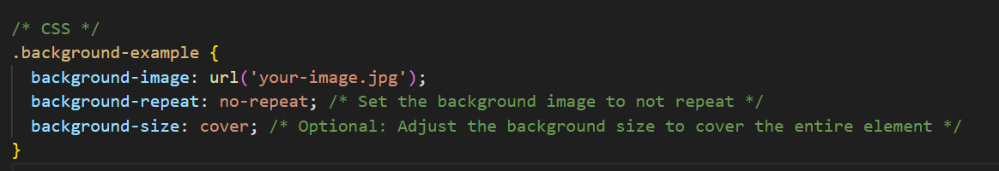 /* CSS */
.background-example {
  background-image: url('your-image.jpg');
  background-repeat: no-repeat; /* Set the background image to not repeat */
  background-size: cover; /* Optional: Adjust the background size to cover the entire element */
}